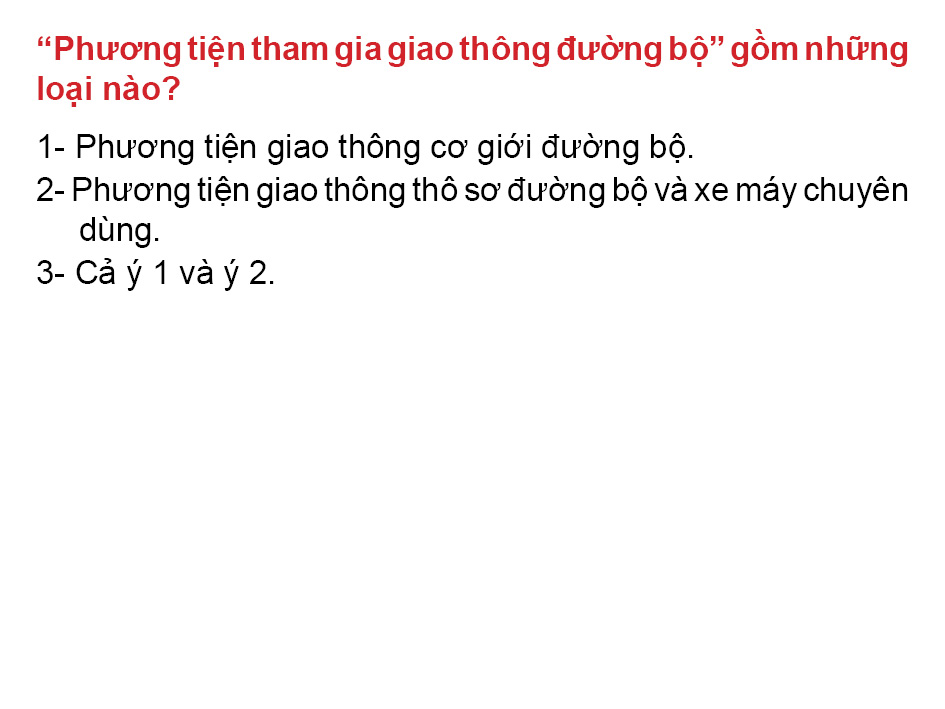 “Phương tiện tham gia giao thông đường bộ” gồm những
loại nào?
1- Phương tiện giao thông cơ giới đường bộ.
2- Phương tiện giao thông thô sơ đường bộ và xe máy chuyên
dùng.
3- Cả ý 1 và ý 2.